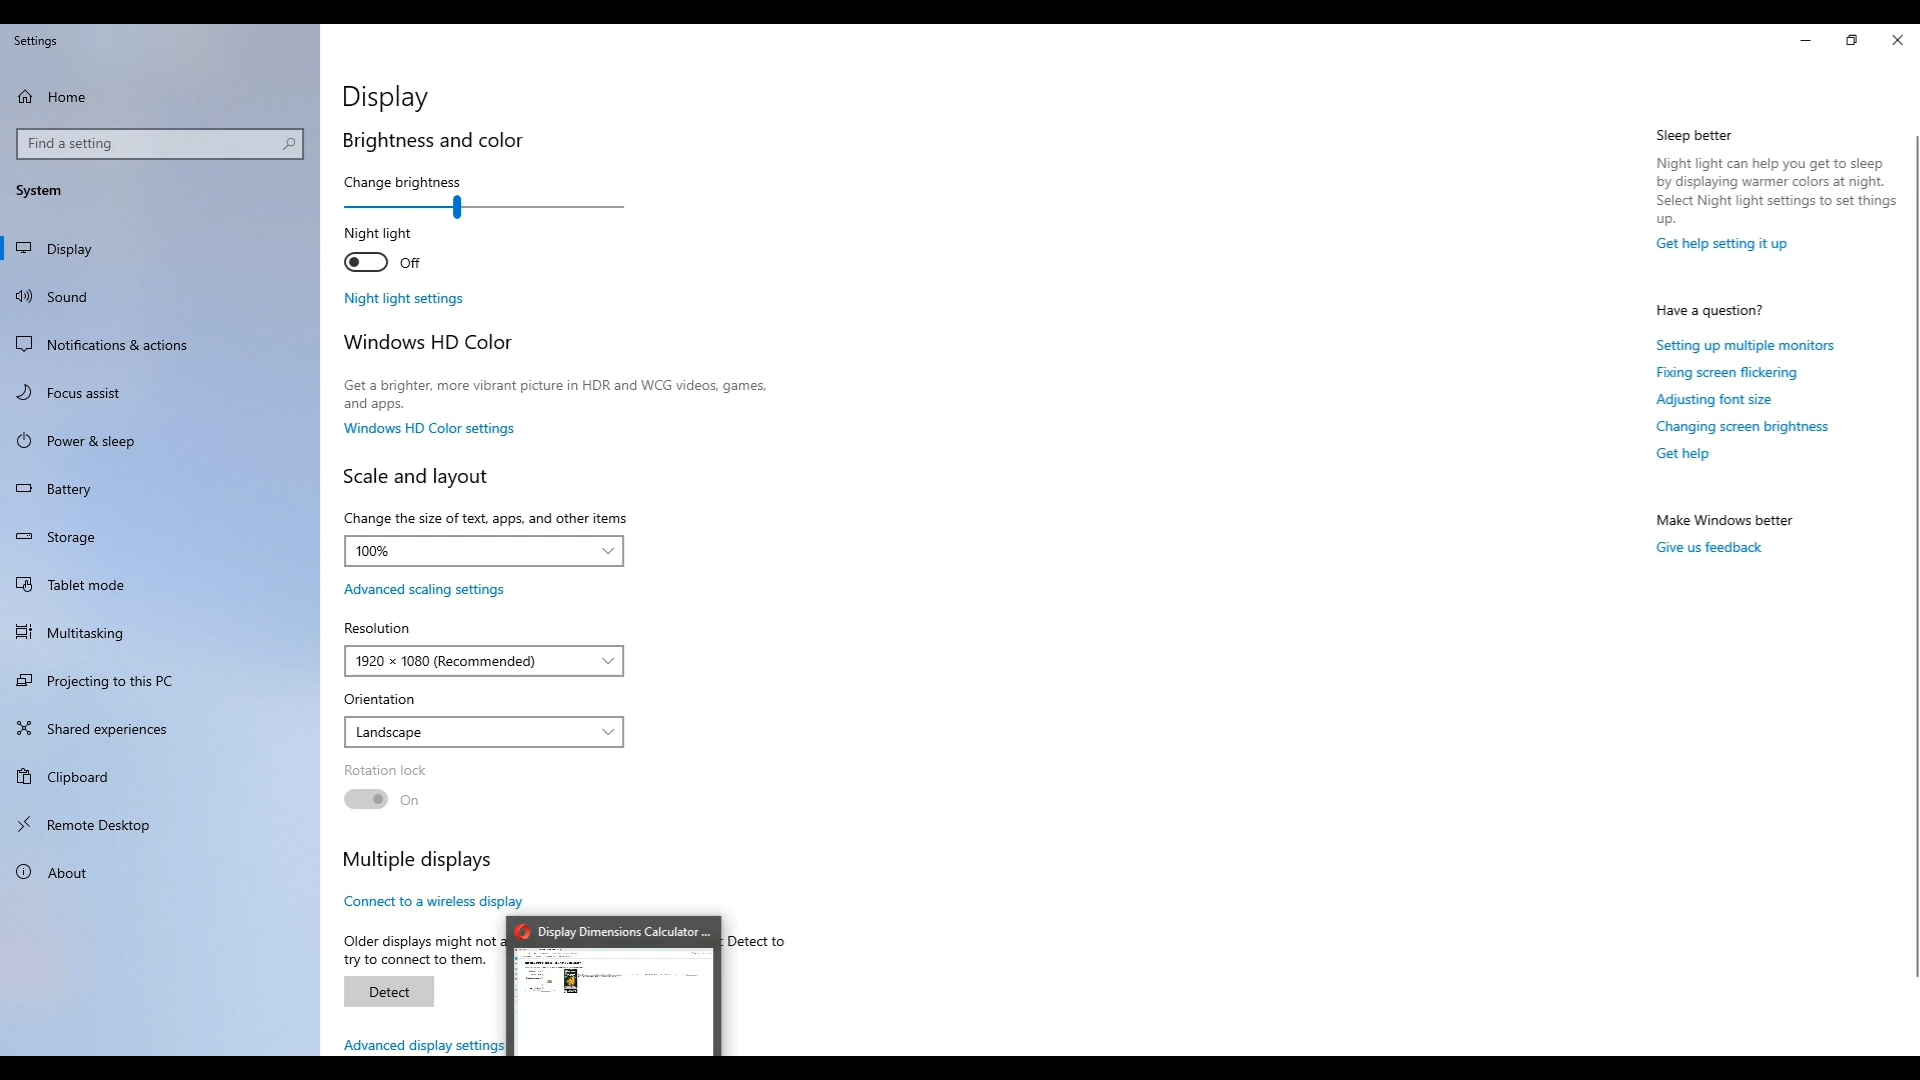 Settings
Home
Find a setting
System
Display
Sound
Notifications & actions
Focus assist
Power & sleep
Battery
Storage
Tablet mode
Multitasking
Projecting to this PC
Shared experiences
Clipboard
Remote Desktop
About
Display
Brightness and color
Change brightness
Night light
Off
Night light settings
Windows HD Color
Get a brighter, more vibrant picture in HDR and WCG videos, games,
and apps.
Windows HD Color settings
Scale and layout
Change the size of text, apps, and other items
100%
Advanced scaling settings
Resolution
1920 × 1080 (Recommended)
Orientation
Landscape
Rotation lock
On
Multiple displays
Connect to a wireless display
Older displays might not a
Detect to
try to connect to them.
Detect
Advanced display settings
Display Dimensions Calculator ...
Sleep better
Night light can help you get to sleep
by displaying warmer colors at night.
Select Night light settings to set things
up.
Get help setting it up
Have a question?
Setting up multiple monitors
Fixing screen flickering
Adjusting font size
Changing screen brightness
Get help
Make Windows better
Give us feedback